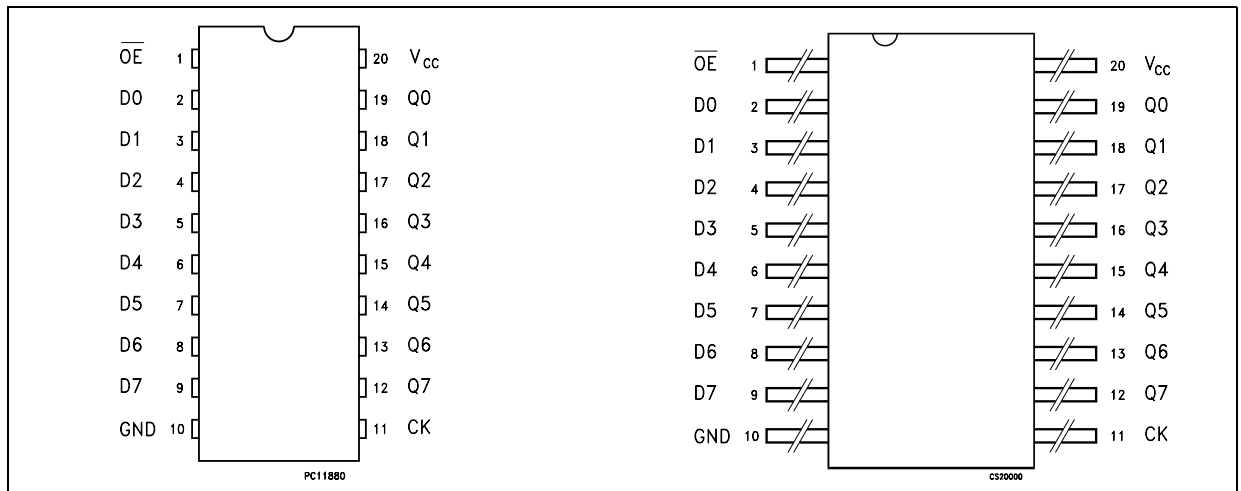 OE 1 20 VCC
D0 2 19 Q0
D1 3 18 Q1
D2 4 17 Q2
D3 5 16 Q3
D4 6 15 Q4
D5 7 14 Q5
D6 8 13 Q6
D7 9 12 Q7
GND 10 11 CK
PC11880
OE 1 20 VCC
D0 2 19 Q0
D1 3 18 Q1
D2 4 17 Q2
D3 5 16 Q3
D4 6 15 Q4
D5 7 14 Q5
D6 8 13 Q6
D7 9 12 Q7
GND 10 11 CK
CS20000